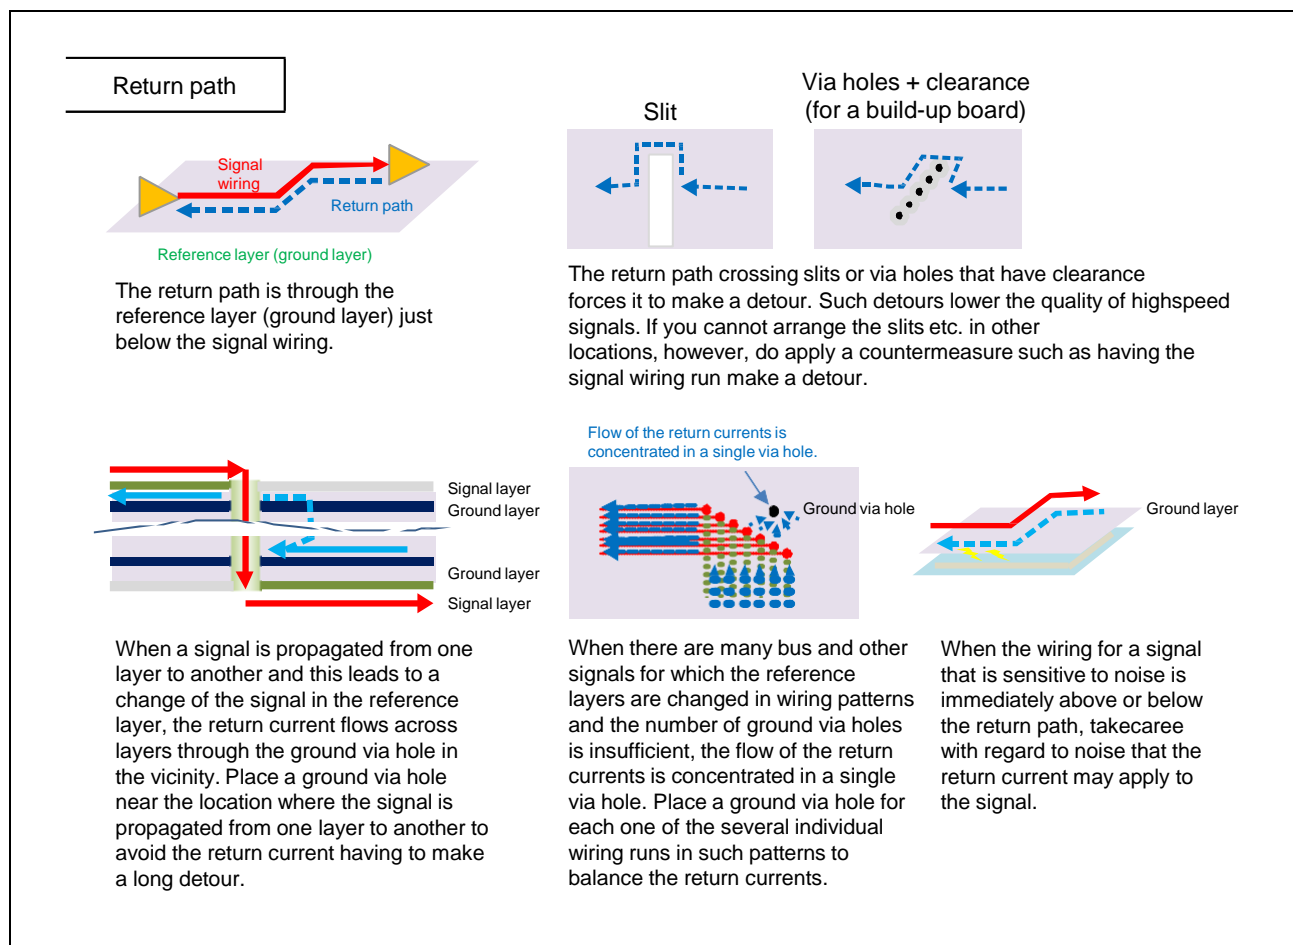 Return path
Signal
wiring
Return path
Reference layer (ground layer)
The return path is through the
reference layer (ground layer) just
below the signal wiring.
Slit
Via holes + clearance
(for a build-up board)
The return path crossing slits or via holes that have clearance
forces it to make a detour. Such detours lower the quality of highspeed
signals. If you cannot arrange the slits etc. in other
locations, however, do apply a countermeasure such as having the
signal wiring run make a detour.
Signal layer
Ground layer
Ground layer
Signal layer
When a signal is propagated from one
layer to another and this leads to a
change of the signal in the reference
layer, the return current flows across
layers through the ground via hole in
the vicinity. Place a ground via hole
near the location where the signal is
propagated from one layer to another to
avoid the return current having to make
a long detour.
Flow of the return currents is
concentrated in a single via hole.
Ground via hole
When there are many bus and other
signals for which the reference
layers are changed in wiring patterns
and the number of ground via holes
is insufficient, the flow of the return
currents is concentrated in a single
via hole. Place a ground via hole for
each one of the several individual
wiring runs in such patterns to
balance the return currents.
Ground layer
When the wiring for a signal
that is sensitive to noise is
immediately above or below
the return path, takecaree
with regard to noise that the
return current may apply to
the signal.